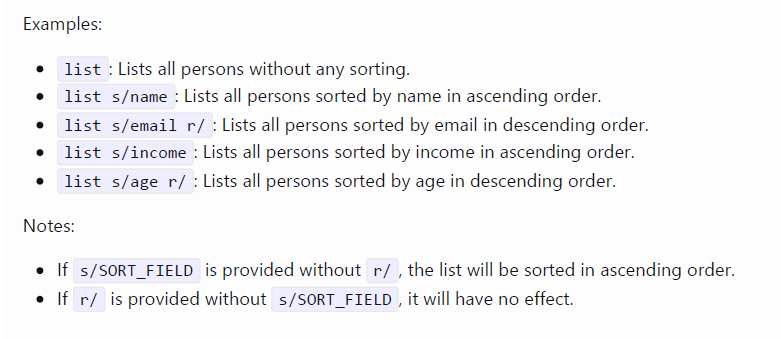 Examples:
list : Lists all persons without any sorting.
list s/name : Lists all persons sorted by name in ascending order.
list s/email r/ : Lists all persons sorted by email in descending order.
list s/income : Lists all persons sorted by income in ascending order.
list s/age r/ : Lists all persons sorted by age in descending order.
Notes:
If s/SORT_FIELD is provided without r/ , the list will be sorted in ascending order.
If r/ is provided without s/SORT_FIELD , it will have no effect.